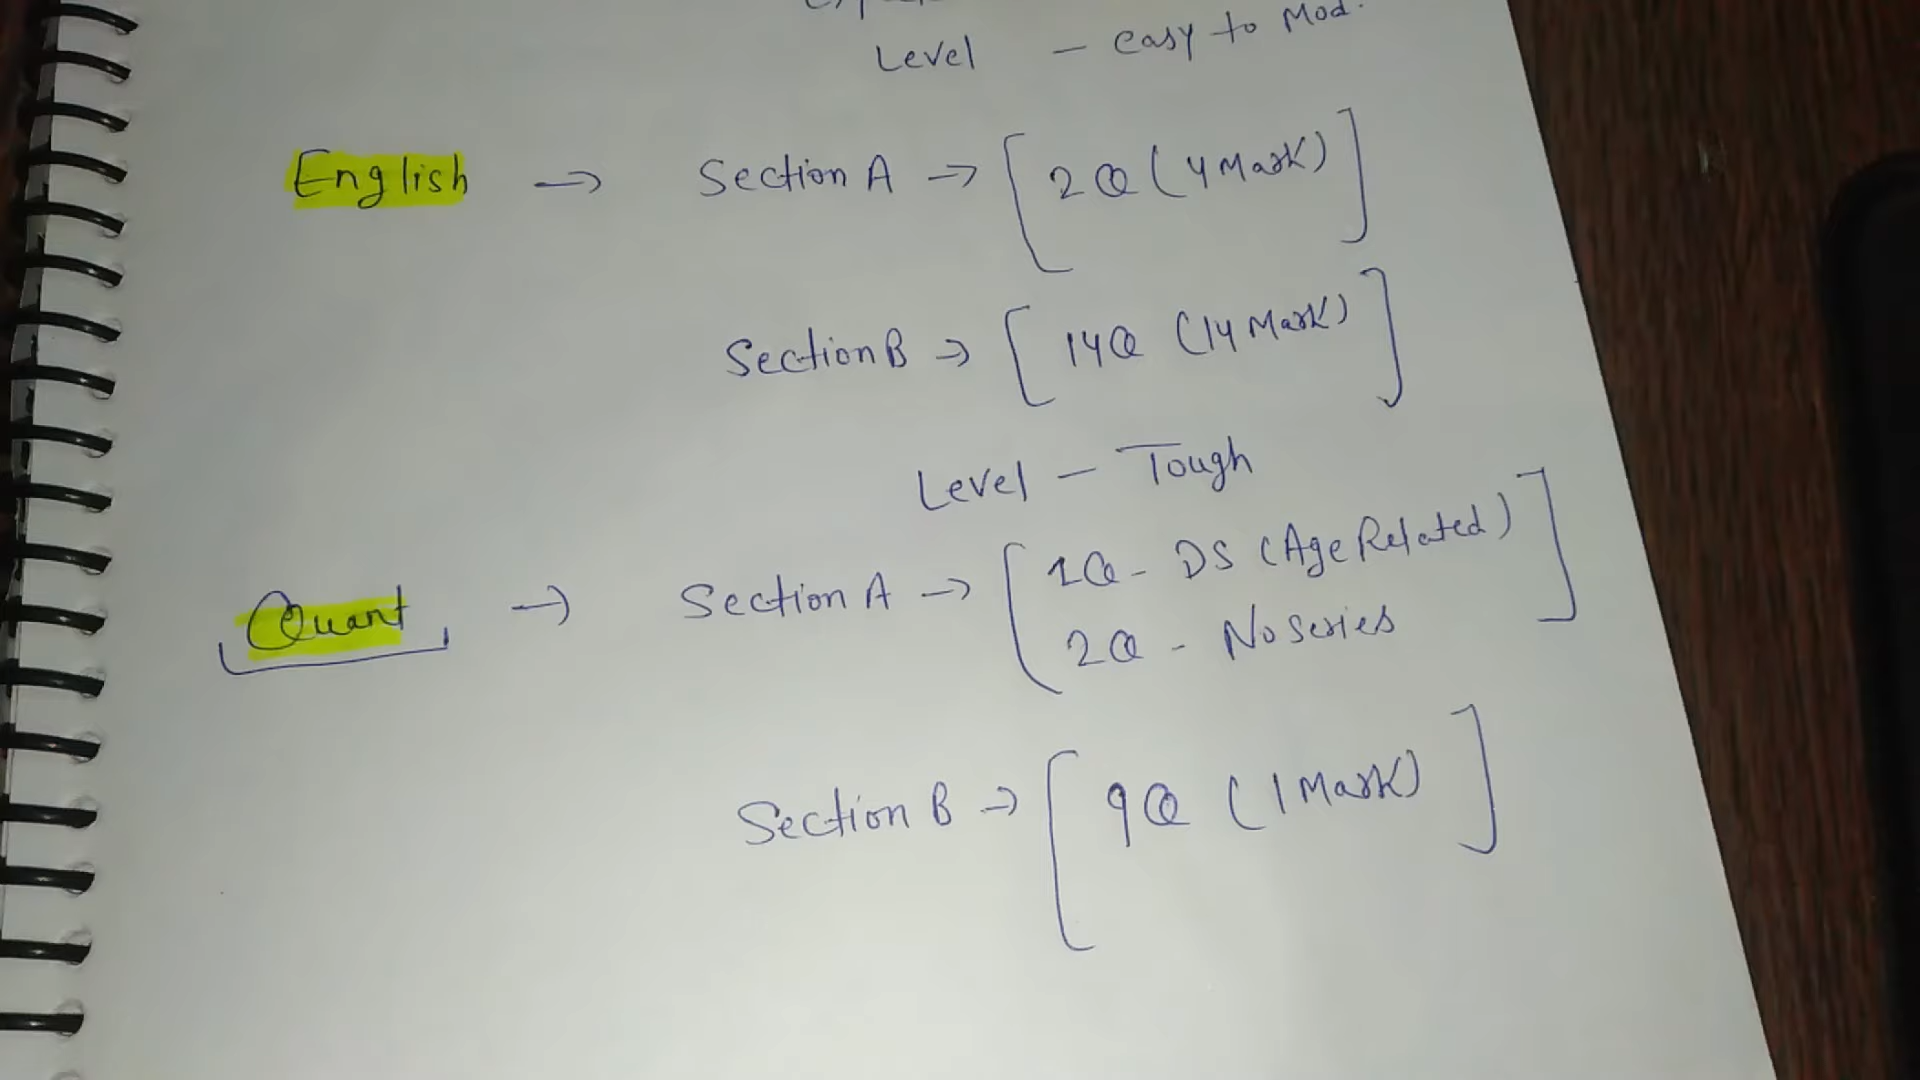 Level - easy to Mod.
English → Section A → [2Q (4 Mark)]
Section B → [14Q (14 Mark)]
Level - Tough
Quant → Section A → [1Q - DS (Age Related)
2Q - No series]
Section B → [9Q (1 Mark)]